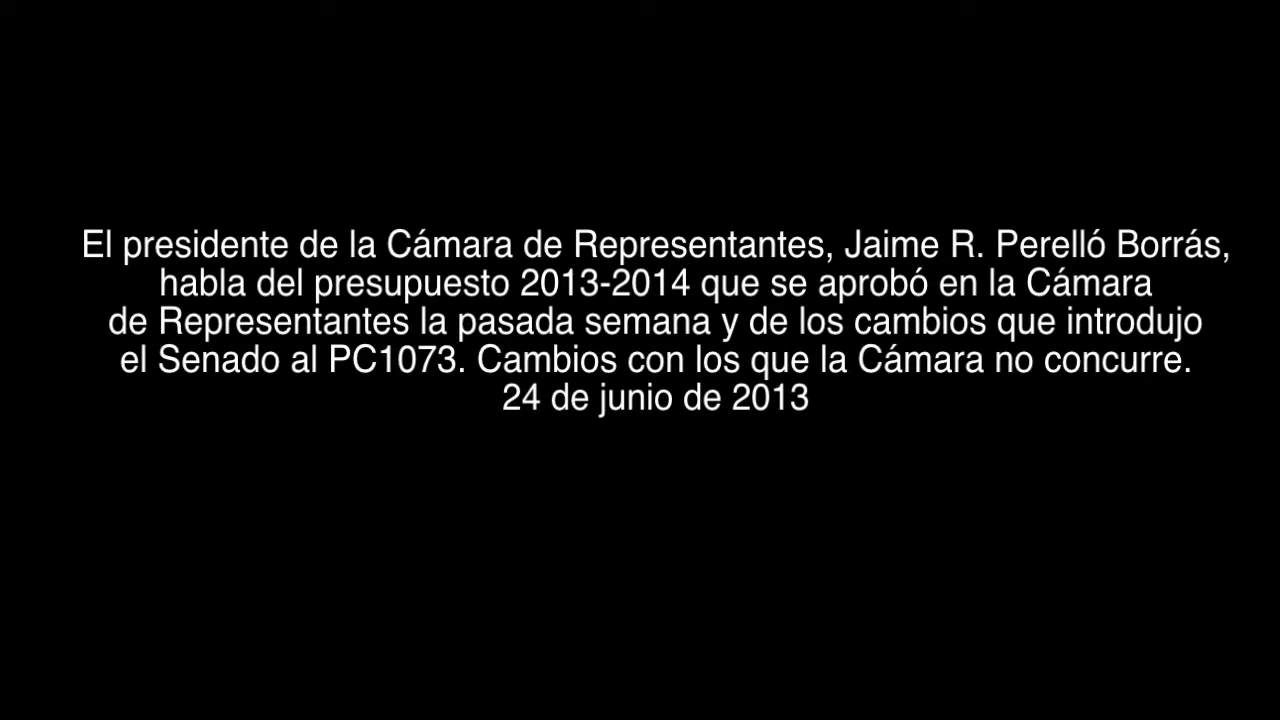 El presidente de la Cámara de Representantes, Jaime R. Perelló Borrás,
habla del presupuesto 2013-2014 que se aprobó en la Cámara
de Representantes la pasada semana y de los cambios que introdujo
el Senado al PC1073. Cambios con los que la Cámara no concurre.
24 de junio de 2013